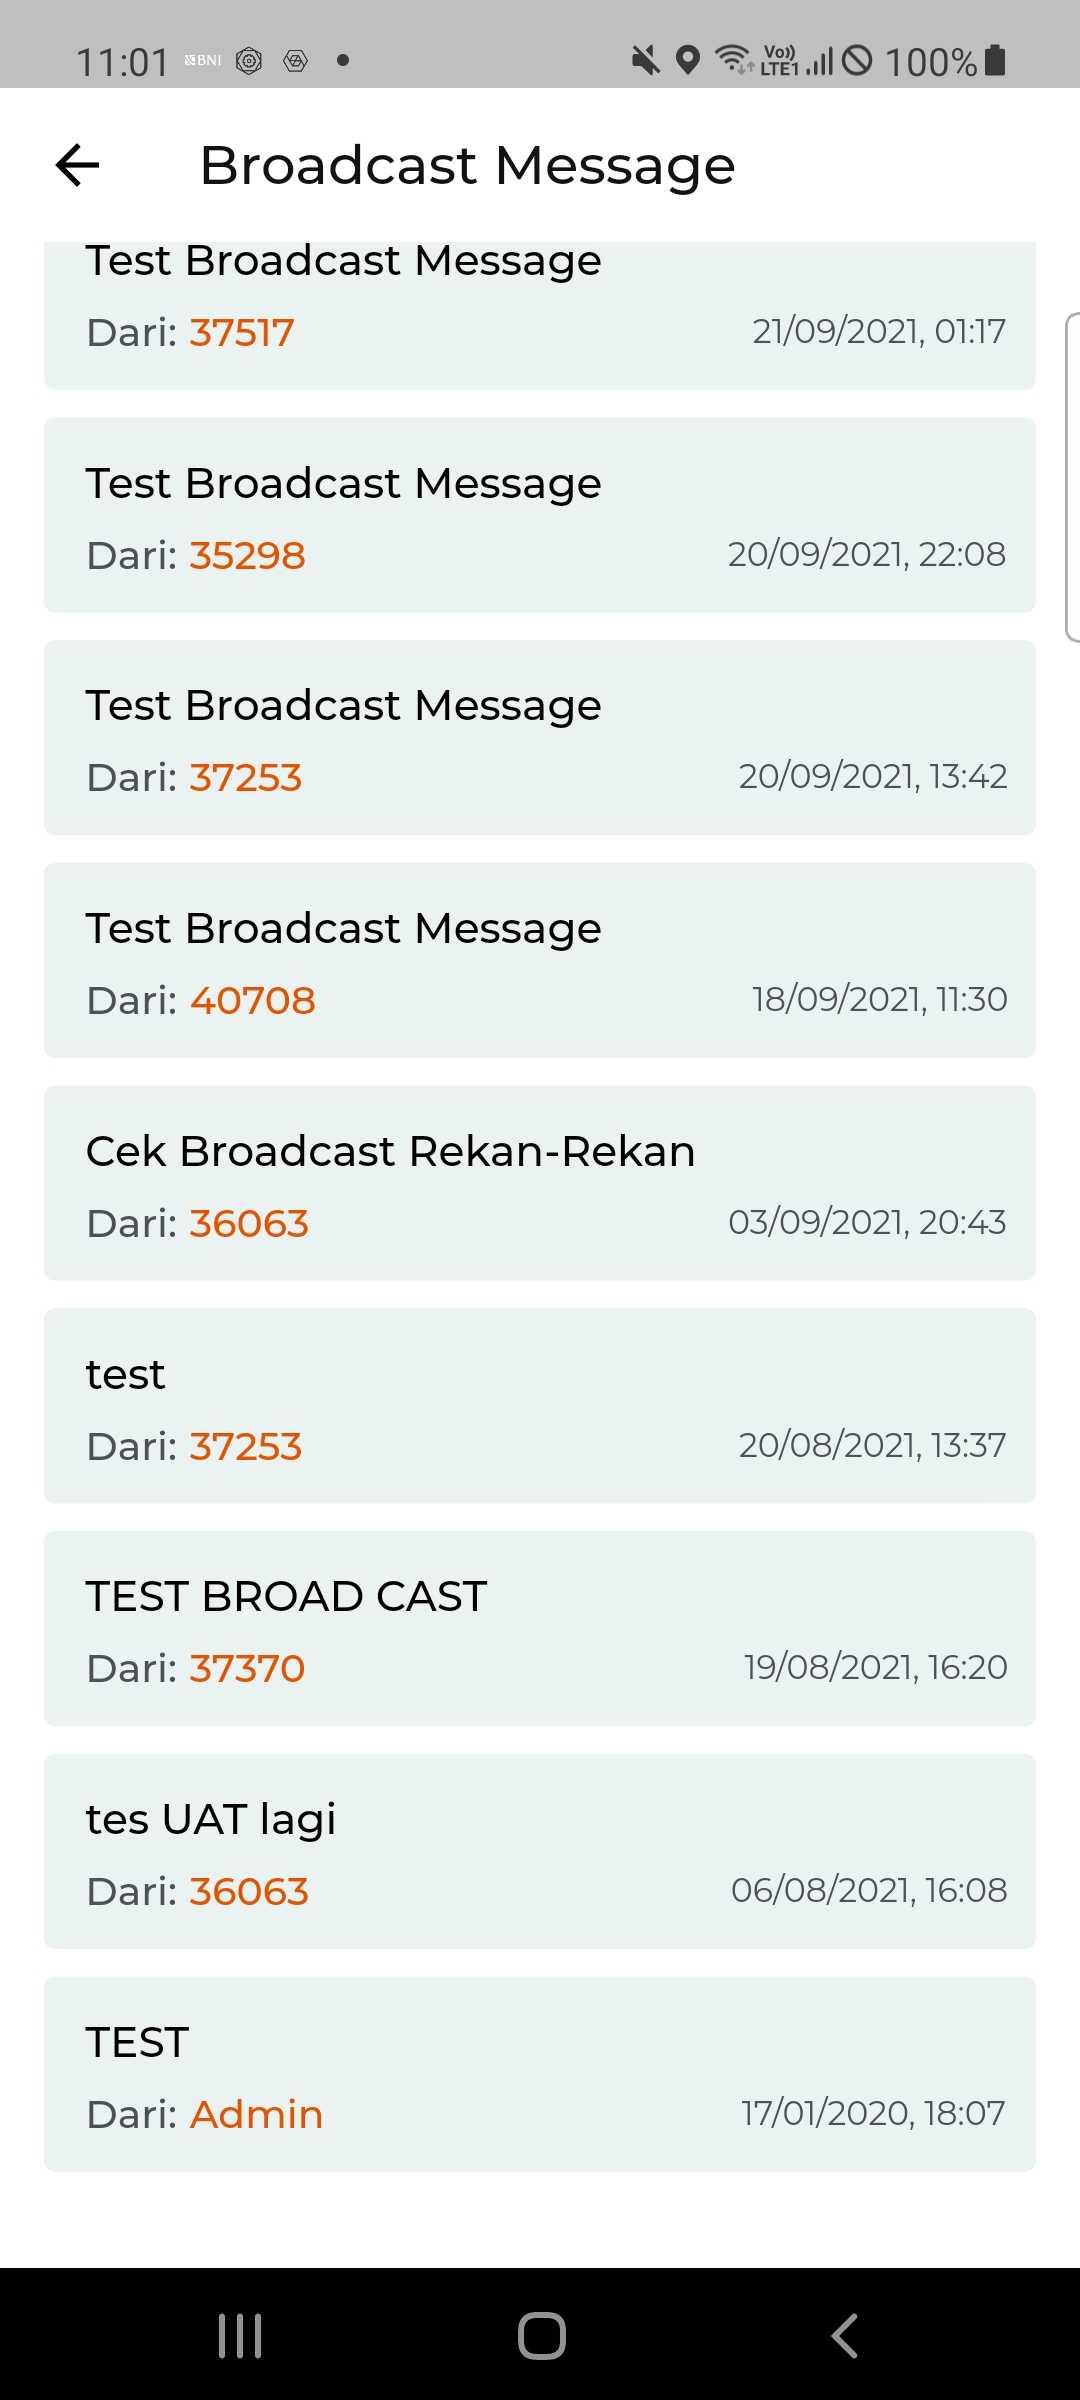 11:01 BNI Vo)) LTE1 100%
Broadcast Message
Test Broadcast Message
Dari: 37517 21/09/2021, 01:17
Test Broadcast Message
Dari: 35298 20/09/2021, 22:08
Test Broadcast Message
Dari: 37253 20/09/2021, 13:42
Test Broadcast Message
Dari: 40708 18/09/2021, 11:30
Cek Broadcast Rekan-Rekan
Dari: 36063 03/09/2021, 20:43
test
Dari: 37253 20/08/2021, 13:37
TEST BROAD CAST
Dari: 37370 19/08/2021, 16:20
tes UAT lagi
Dari: 36063 06/08/2021, 16:08
TEST
Dari: Admin 17/01/2020, 18:07